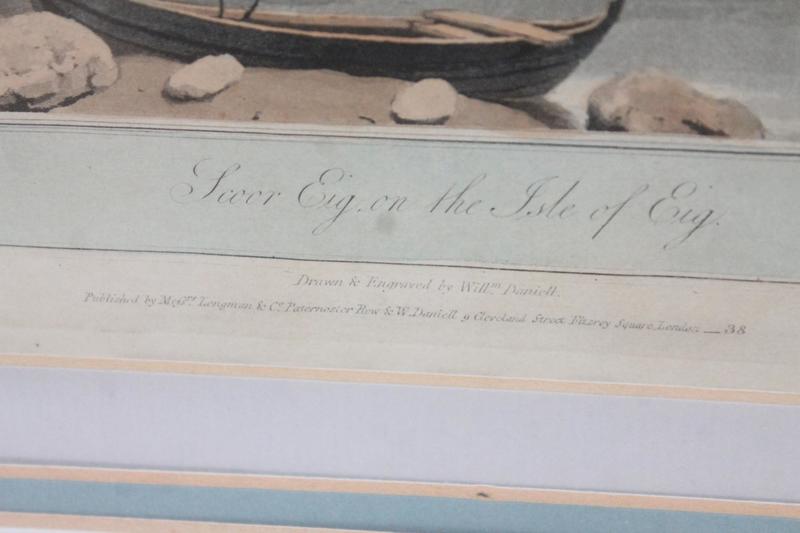 Scoor Eig, on the Isle of Eig.
Drawn & Engraved by Willm. Daniell.
Published by Messrs. Longman & Co. Paternoster Row & W. Daniell 9 Cleveland Street Fitzroy Square, London — 38